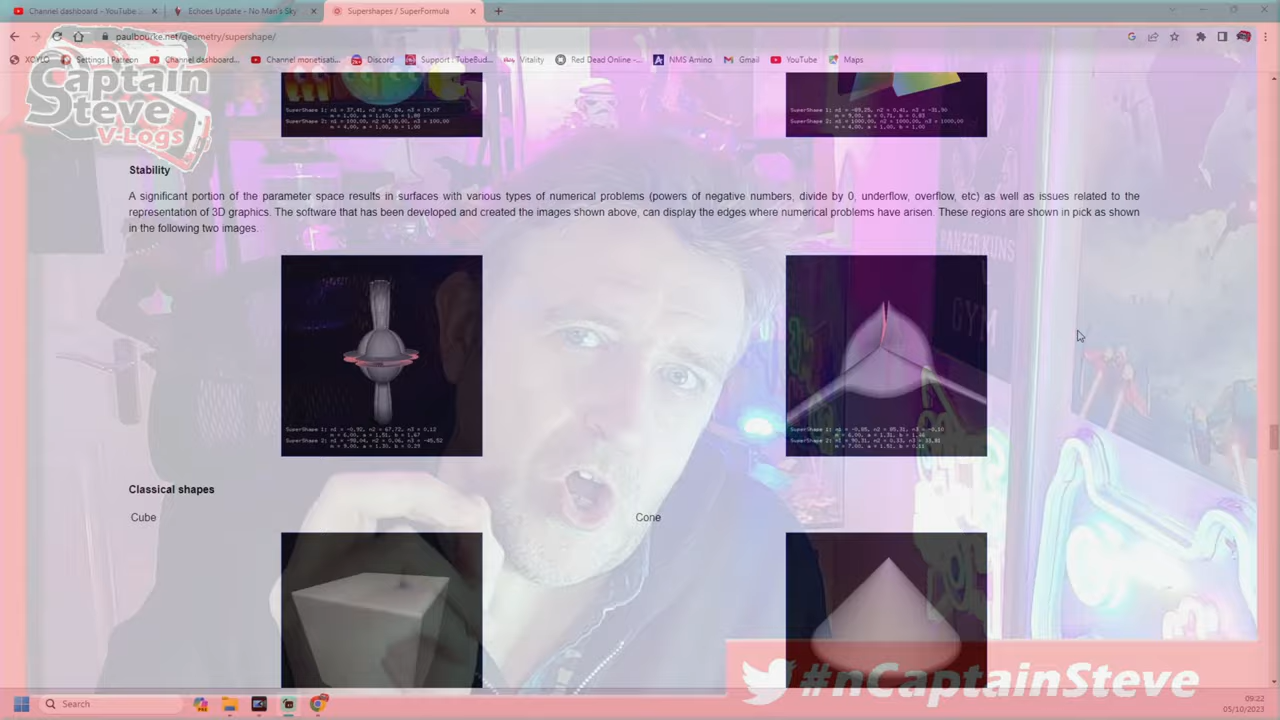 Channel dashboard - YouTube
Echoes Update - No Man's Sky
Supershapes / SuperFormula
paulbourke.net/geometry/supershape/
Settings | Patreon
Channel dashboard...
Channel monetisati...
Discord
Support : TubeBud...
Vitality
Red Dead Online -...
NMS Amino
Gmail
YouTube
Maps
Captain
Steve
V-Logs
Stability
A significant portion of the parameter space results in surfaces with various types of numerical problems (powers of negative numbers, divide by 0, underflow, overflow, etc) as well as issues related to the
representation of 3D graphics. The software that has been developed and created the images shown above, can display the edges where numerical problems have arisen. These regions are shown in pick as shown
in the following two images.
PANZERKUNS
GYM
Classical shapes
Cube
Cone
#nCaptainSteve
Search
09:22
05/10/2023